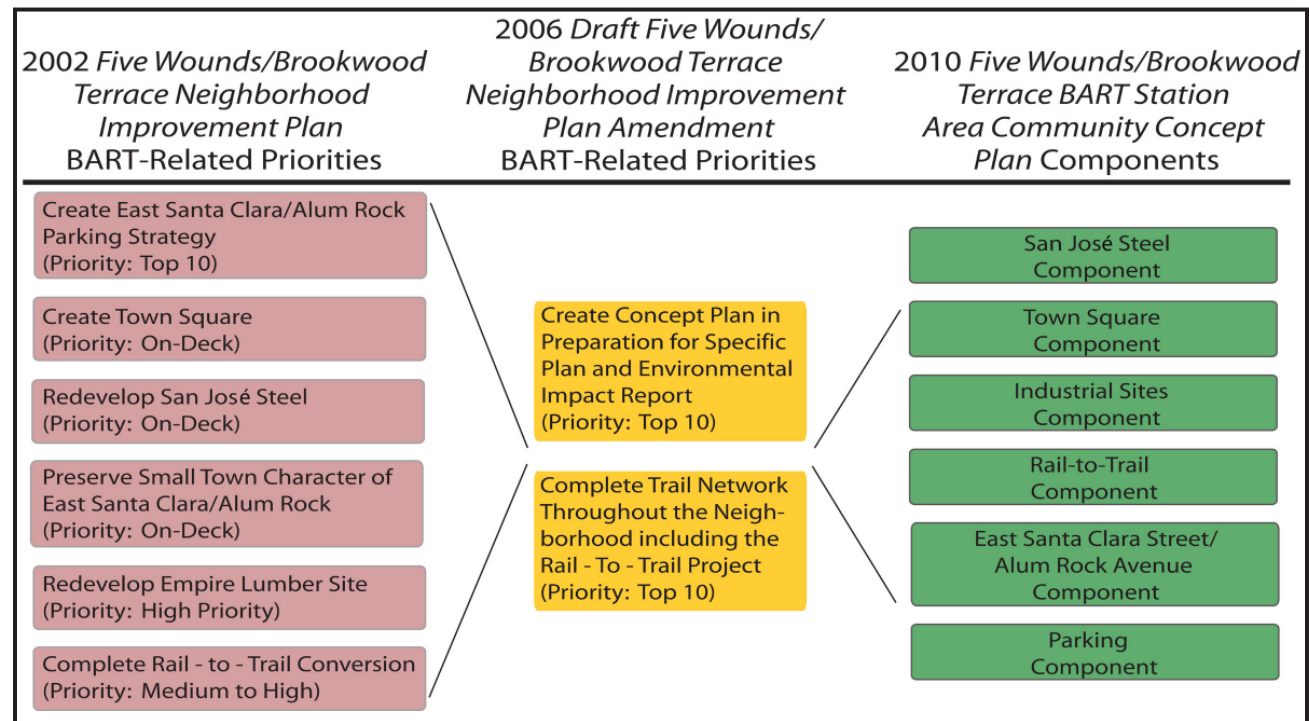 2002 Five Wounds/Brookwood
Terrace Neighborhood
Improvement Plan
BART-Related Priorities
2006 Draft Five Wounds/
Brookwood Terrace
Neighborhood Improvement
Plan Amendment
BART-Related Priorities
2010 Five Wounds/Brookwood
Terrace BART Station
Area Community Concept
Plan Components
Create East Santa Clara/Alum Rock
Parking Strategy
(Priority: Top 10)
Create Town Square
(Priority: On-Deck)
Redevelop San José Steel
(Priority: On-Deck)
Preserve Small Town Character of
East Santa Clara/Alum Rock
(Priority: On-Deck)
Redevelop Empire Lumber Site
(Priority: High Priority)
Complete Rail - to - Trail Conversion
(Priority: Medium to High)
Create Concept Plan in
Preparation for Specific
Plan and Environmental
Impact Report
(Priority: Top 10)
Complete Trail Network
Throughout the Neigh-
borhood including the
Rail - To - Trail Project
(Priority: Top 10)
San José Steel
Component
Town Square
Component
Industrial Sites
Component
Rail-to-Trail
Component
East Santa Clara Street/
Alum Rock Avenue
Component
Parking
Component